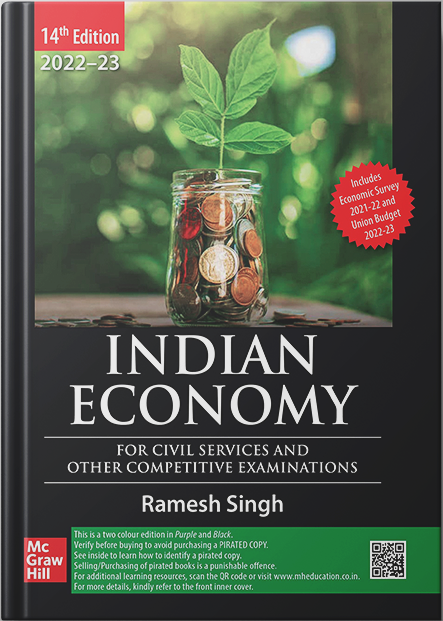 14th Edition
2022–23
Includes
Economic Survey
2021-22 and
Union Budget
2022-23
INDIAN
ECONOMY
FOR CIVIL SERVICES AND
OTHER COMPETITIVE EXAMINATIONS
Ramesh Singh
Mc
Graw
Hill
This is a two colour edition in Purple and Black.
Verify before buying to avoid purchasing a PIRATED COPY.
See inside to learn how to identify a pirated copy.
Selling/Purchasing of pirated books is a punishable offence.
For additional learning resources, scan the QR code or visit www.mheducation.co.in.
For more details, kindly refer to the front inner cover.